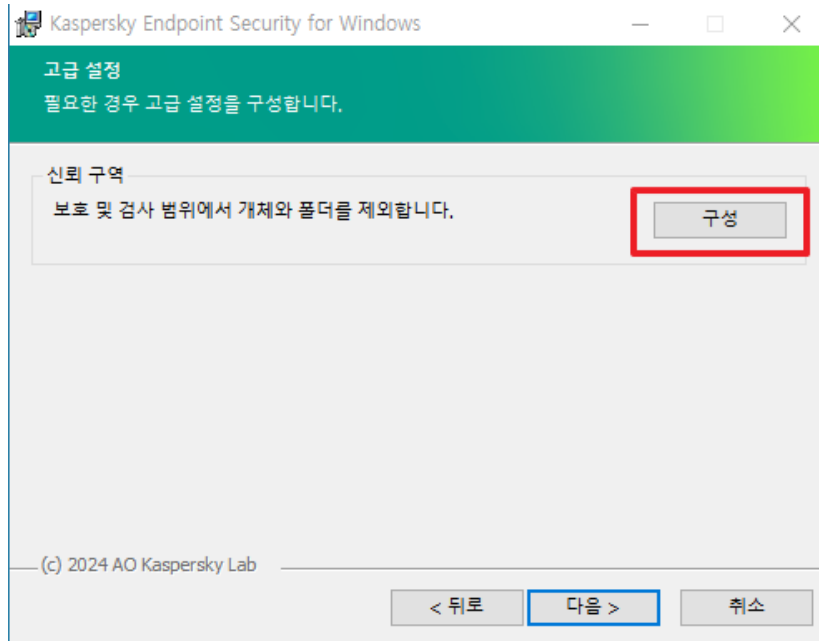 Kaspersky Endpoint Security for Windows
고급 설정
필요한 경우 고급 설정을 구성합니다.
신뢰 구역
보호 및 검사 범위에서 개체와 폴더를 제외합니다.
구성
(c) 2024 AO Kaspersky Lab
< 뒤로
다음 >
취소